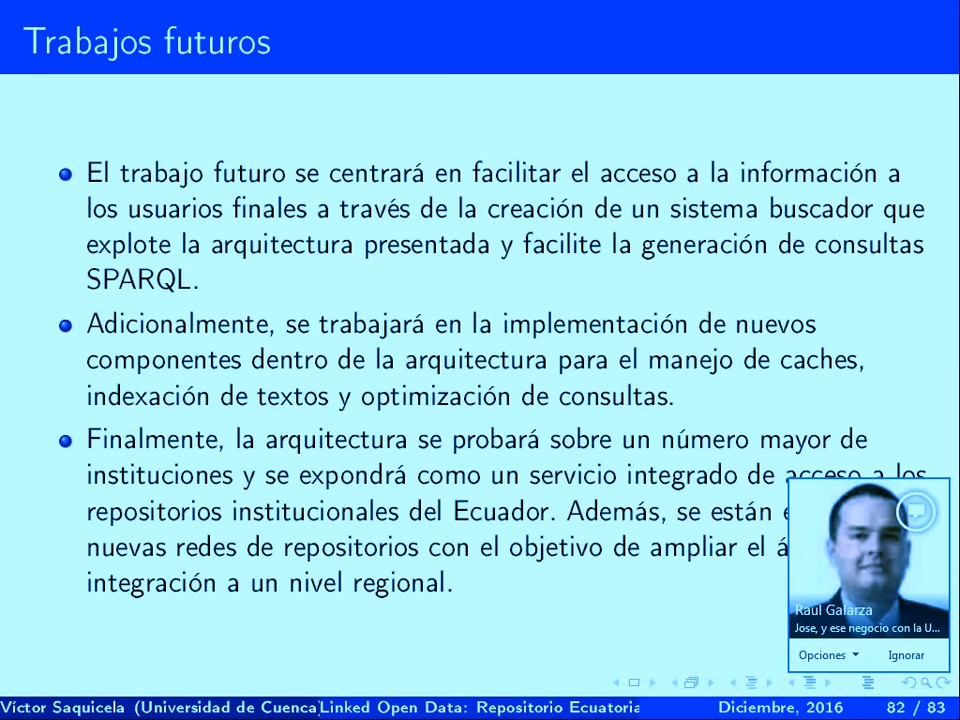 Trabajos futuros
El trabajo futuro se centrará en facilitar el acceso a la información a
los usuarios finales a través de la creación de un sistema buscador que
explote la arquitectura presentada y facilite la generación de consultas
SPARQL.
Adicionalmente, se trabajará en la implementación de nuevos
componentes dentro de la arquitectura para el manejo de caches,
indexación de textos y optimización de consultas.
Finalmente, la arquitectura se probará sobre un número mayor de
instituciones y se expondrá como un servicio integrado de acceso a los
repositorios institucionales del Ecuador. Además, se están
nuevas redes de repositorios con el objetivo de ampliar el
integración a un nivel regional.
Raul Galarza
Jose, y ese negocio con la U...
Opciones Ignorar
Víctor Saquicela (Universidad de Cuenca) Linked Open Data: Repositorio Ecuatoria Diciembre, 2016 82 / 83